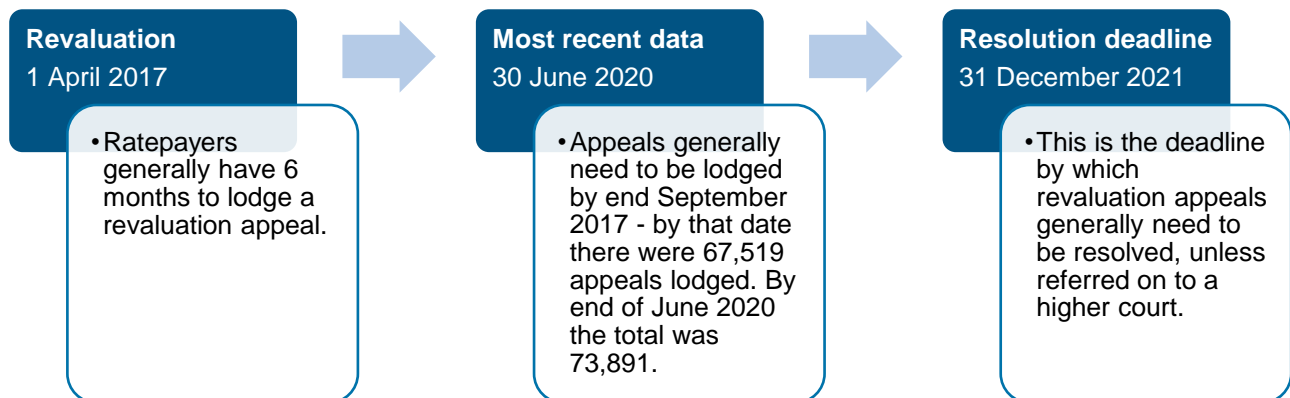 Revaluation
1 April 2017
•Ratepayers
generally have 6
months to lodge a
revaluation appeal.
Most recent data
30 June 2020
•Appeals generally
need to be lodged
by end September
2017 - by that date
there were 67,519
appeals lodged. By
end of June 2020
the total was
73,891.
Resolution deadline
31 December 2021
•This is the deadline
by which
revaluation appeals
generally need to
be resolved, unless
referred on to a
higher court.